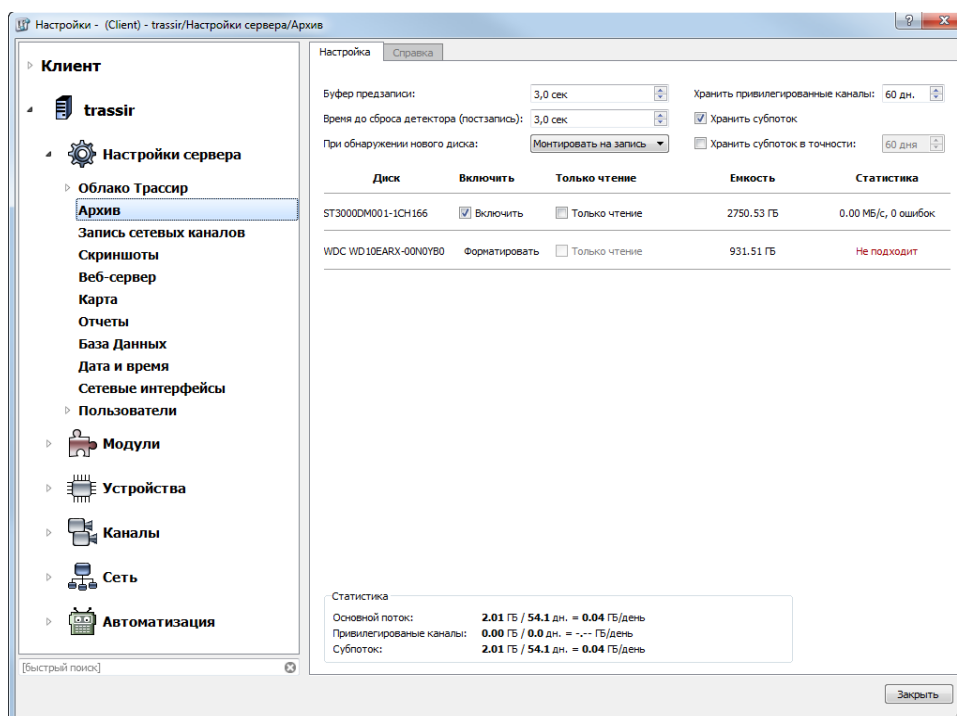 Настройки - (Client) - trassir/Настройки сервера/Архив
Клиент
trassir
Настройки сервера
Облако Трассир
Архив
Запись сетевых каналов
Скриншоты
Веб-сервер
Карта
Отчеты
База Данных
Дата и время
Сетевые интерфейсы
Пользователи
Модули
Устройства
Каналы
Сеть
Автоматизация
[быстрый поиск]
Настройка Справка
Буфер предзаписи: 3,0 сек Хранить привилегированные каналы: 60 дн.
Время до сброса детектора (постзапись): 3,0 сек Хранить субпоток
При обнаружении нового диска: Монтировать на запись Хранить субпоток в точности: 60 дня
Диск Включить Только чтение Емкость Статистика
ST3000DM001-1CH166 Включить Только чтение 2750.53 ГБ 0.00 МБ/с, 0 ошибок
WDC WD10EARX-00N0YB0 Форматировать Только чтение 931.51 ГБ Не подходит
Статистика
Основной поток: 2.01 ГБ / 54.1 дн. = 0.04 ГБ/день
Привилегированые каналы: 0.00 ГБ / 0.0 дн. = -.-- ГБ/день
Субпоток: 2.01 ГБ / 54.1 дн. = 0.04 ГБ/день
Закрыть